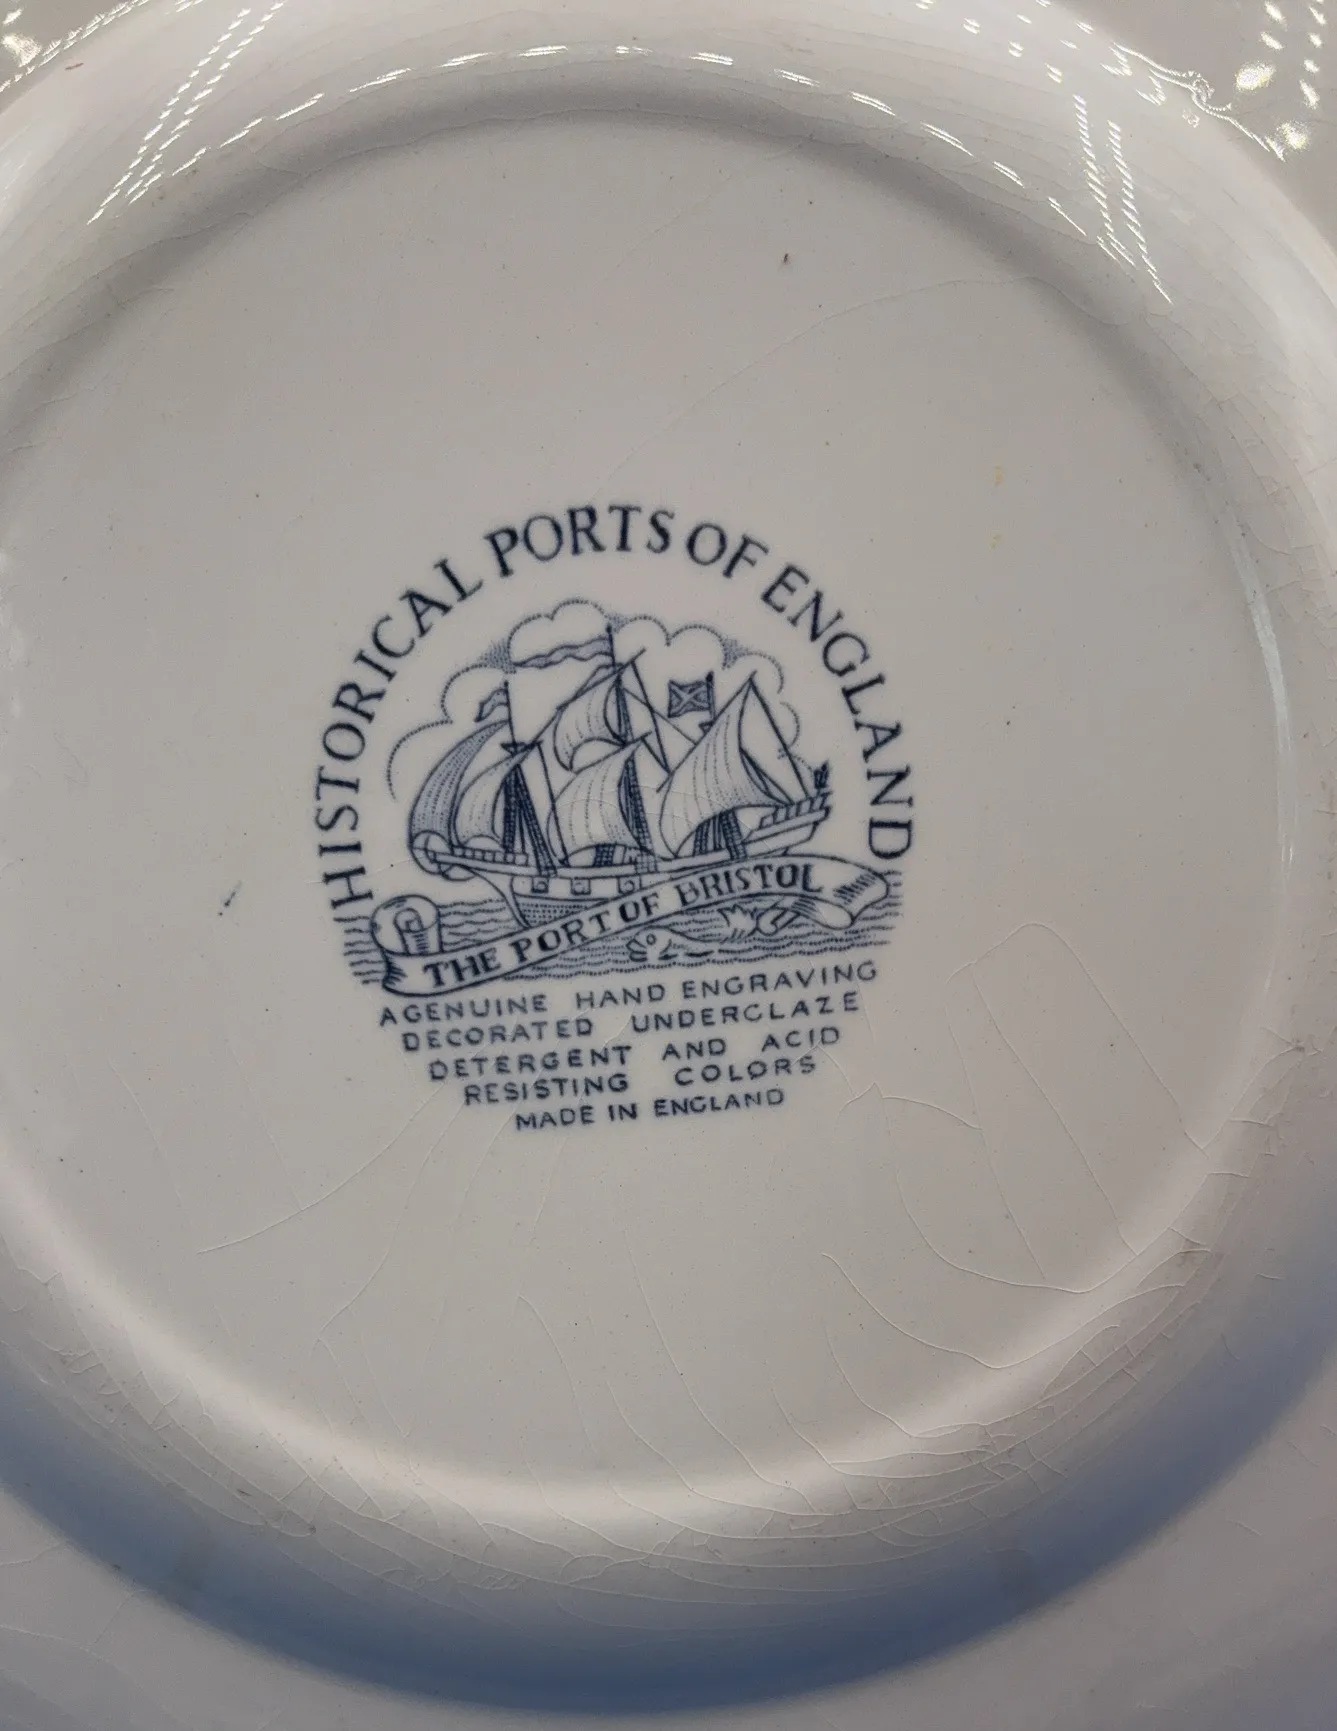 HISTORICAL PORTS OF ENGLAND
THE PORT OF BRISTOL
A GENUINE HAND ENGRAVING
DECORATED UNDERGLAZE
DETERGENT AND ACID
RESISTING COLORS
MADE IN ENGLAND